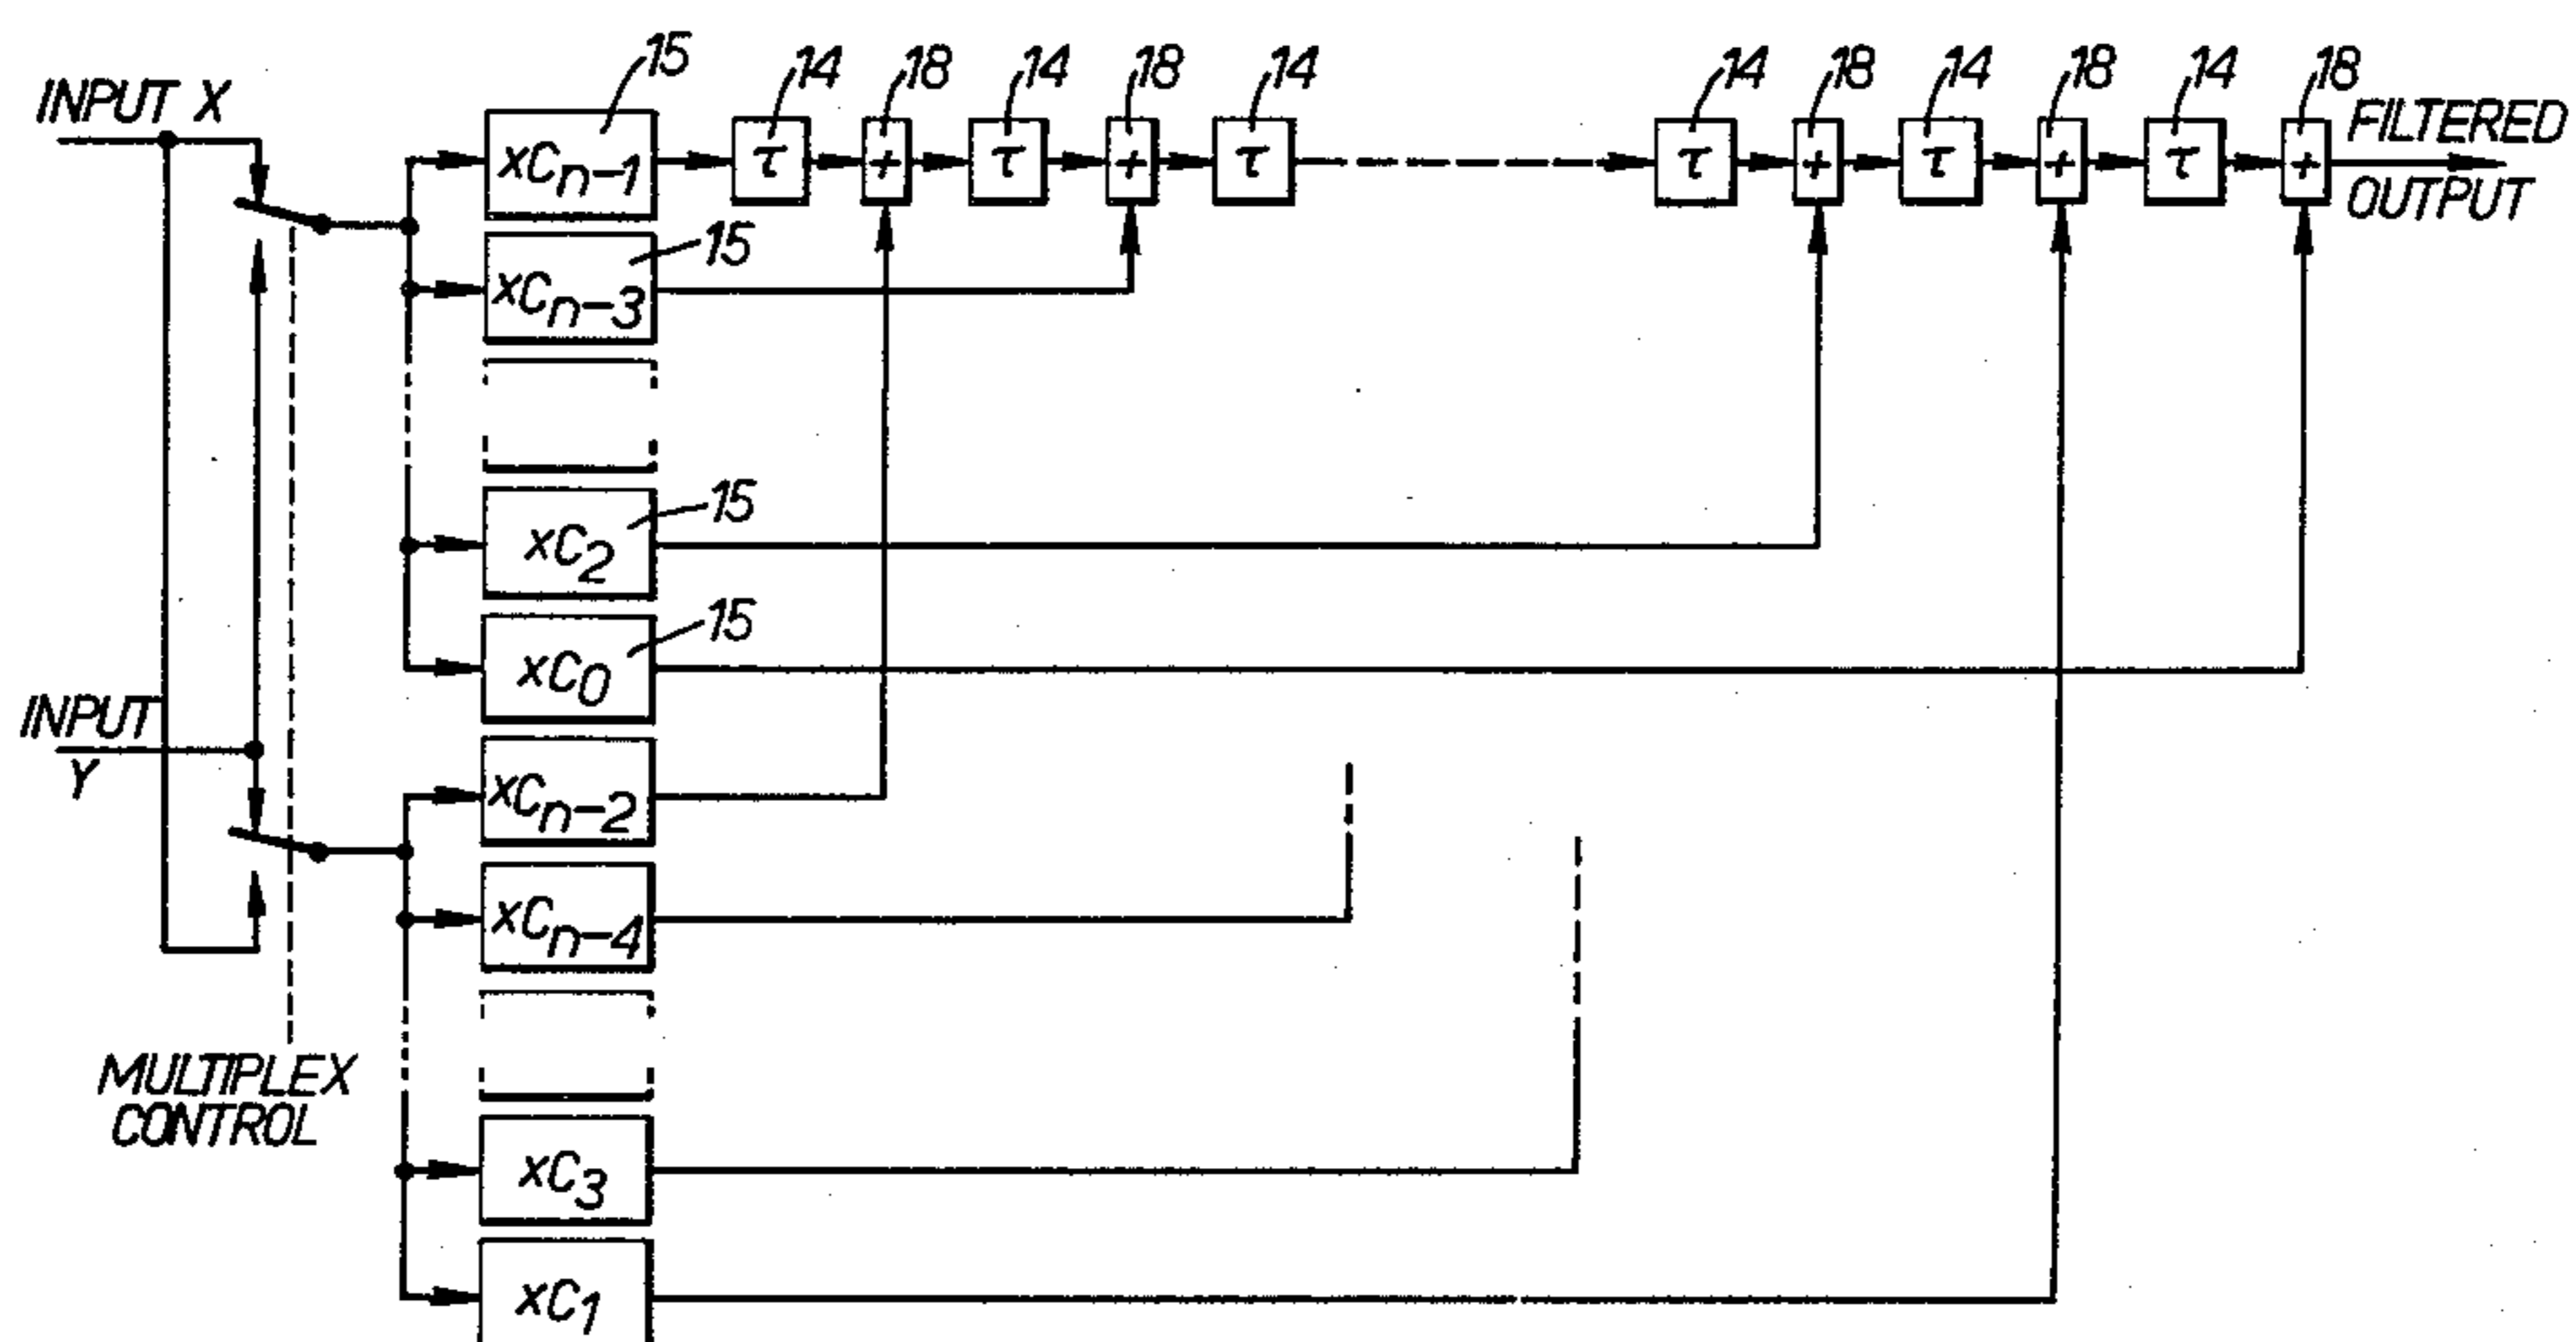 15 14 18 14 18 14 14 18 14 18 14 18
INPUT X
FILTERED
OUTPUT
xCn-1 τ + τ + τ τ + τ + τ +
15
xCn-3
15
xC2
15
xC0
INPUT
Y
xCn-2
xCn-4
MULTIPLEX
CONTROL
xC3
xC1